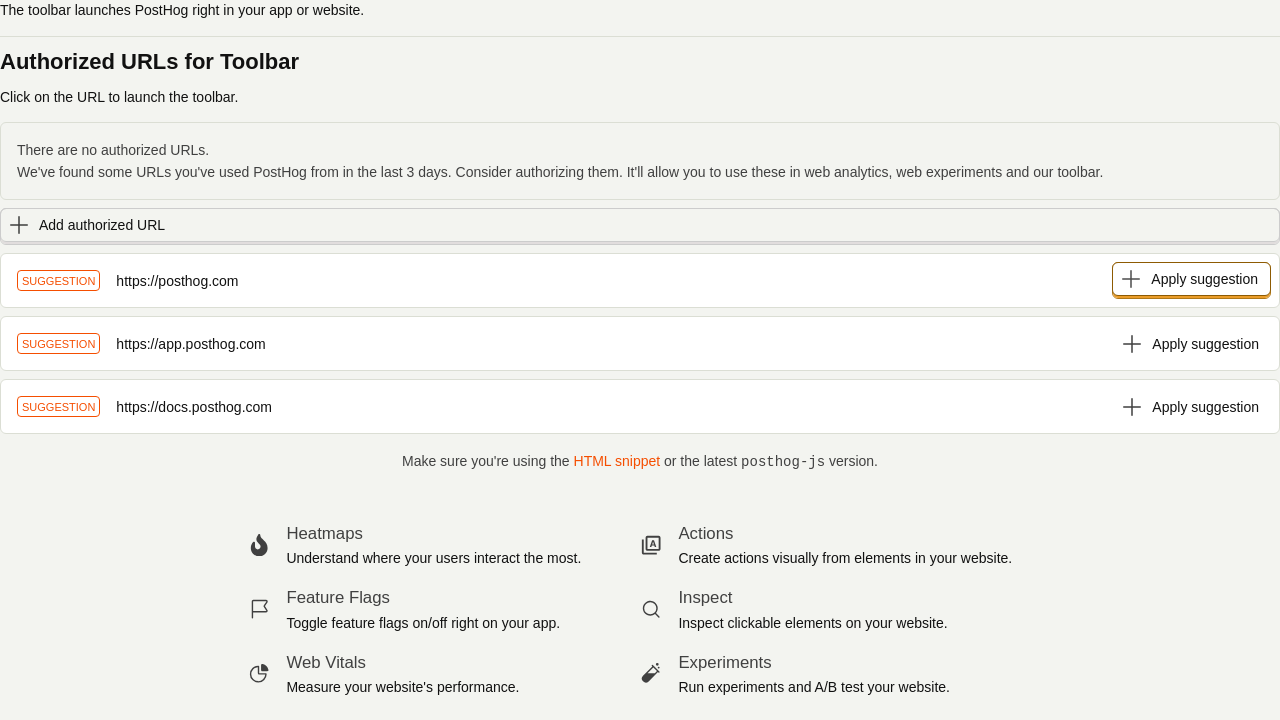 The toolbar launches PostHog right in your app or website.
Authorized URLs for Toolbar
Click on the URL to launch the toolbar.
There are no authorized URLs.
We've found some URLs you've used PostHog from in the last 3 days. Consider authorizing them. It'll allow you to use these in web analytics, web experiments and our toolbar.
Add authorized URL
SUGGESTION https://posthog.com Apply suggestion
SUGGESTION https://app.posthog.com Apply suggestion
SUGGESTION https://docs.posthog.com Apply suggestion
Make sure you're using the HTML snippet or the latest posthog-js version.
Heatmaps
Understand where your users interact the most.
Actions
Create actions visually from elements in your website.
Feature Flags
Toggle feature flags on/off right on your app.
Inspect
Inspect clickable elements on your website.
Web Vitals
Measure your website's performance.
Experiments
Run experiments and A/B test your website.